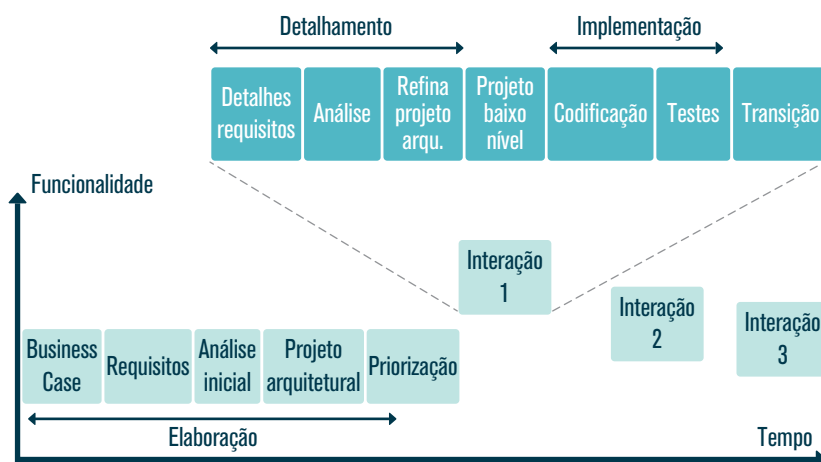 Detalhamento
Implementação
Detalhes
requisitos
Análise
Refina
projeto
arqu.
Projeto
baixo
nível
Codificação
Testes
Transição
Funcionalidade
Interação
1
Interação
2
Interação
3
Business
Case
Requisitos
Análise
inicial
Projeto
arquitetural
Priorização
Elaboração
Tempo